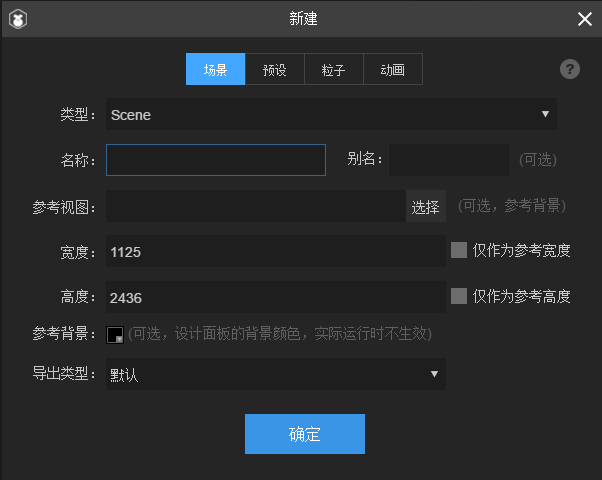 新建
场景 预设 粒子 动画 ?
类型： Scene
名称： 别名： (可选)
参考视图： 选择 (可选，参考背景)
宽度： 1125 仅作为参考宽度
高度： 2436 仅作为参考高度
参考背景： (可选，设计面板的背景颜色，实际运行时不生效)
导出类型： 默认
确定